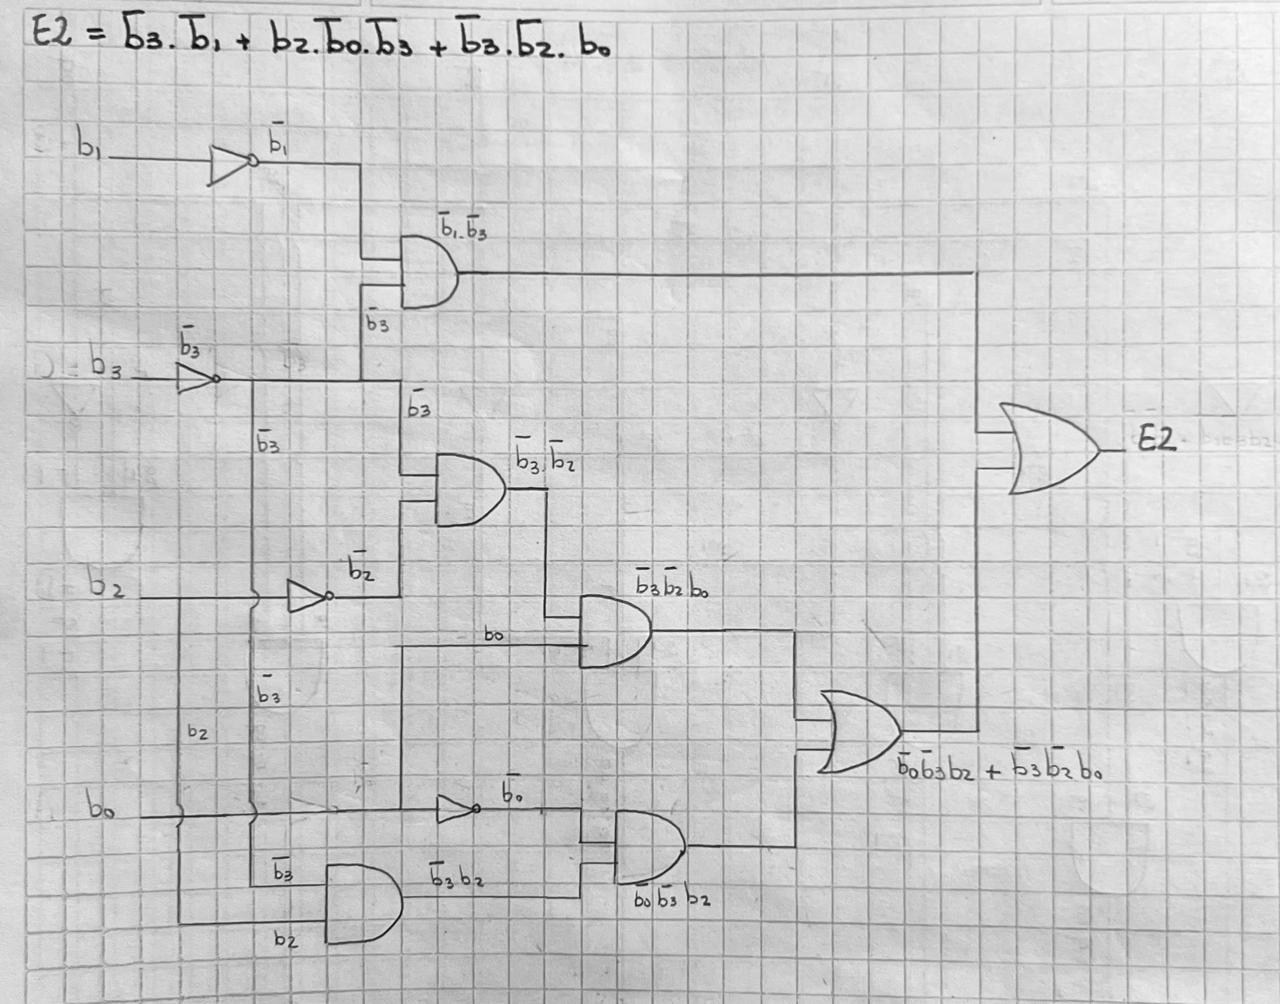 E2 = b̅3. b̅1 + b2.b̅0.b̅3 + b̅3.b̅2. b0
b1
b̅1
b̅1.b̅3
b̅3
b̅3
b3
b̅3
b̅3
E2
b̅3.b̅2
b2
b̅2
b̅3b̅2b0
b0
b̅3
b2
b̅0b̅3b2 + b̅3b̅2b0
b0
b̅0
b̅3
b̅3b2
b̅0b̅3b2
b2